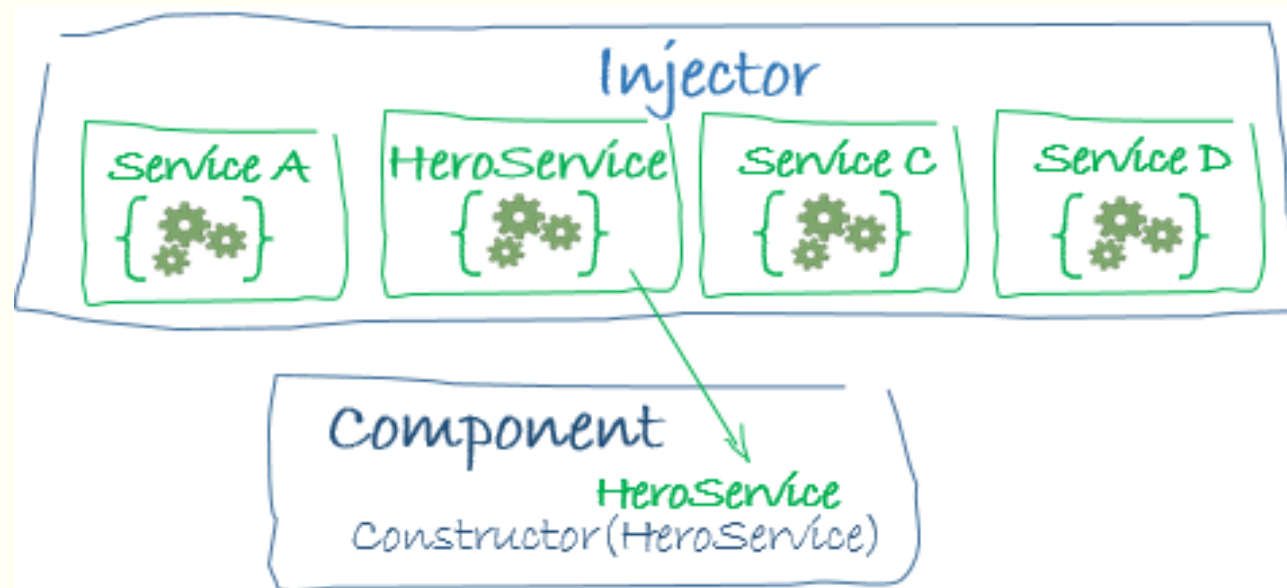 Injector
Service A
HeroService
Service C
Service D
Component
HeroService
Constructor(HeroService)